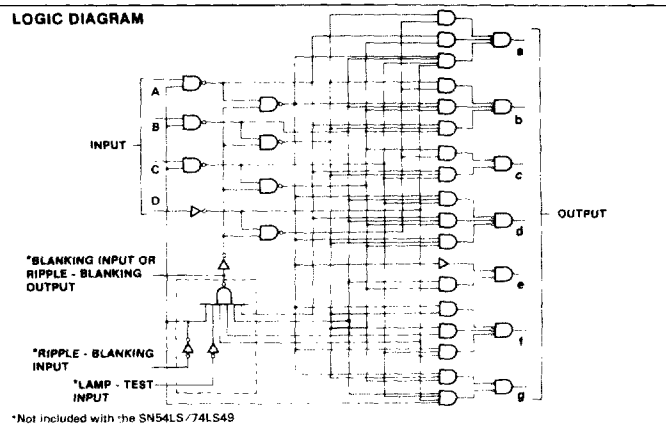 LOGIC DIAGRAM
A
B
INPUT
C
D
*BLANKING INPUT OR
RIPPLE - BLANKING
OUTPUT
*RIPPLE - BLANKING
INPUT
*LAMP - TEST
INPUT
a
b
c
d
e
f
g
OUTPUT
*Not included with the SN54LS/74LS49